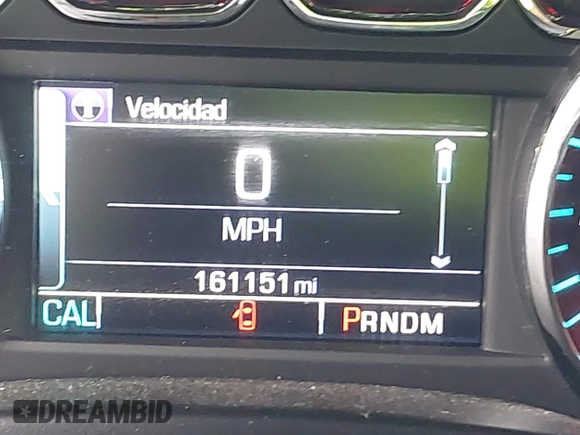 Velocidad
0
MPH
161151 mi
CAL
PRNDM
DREAMBID